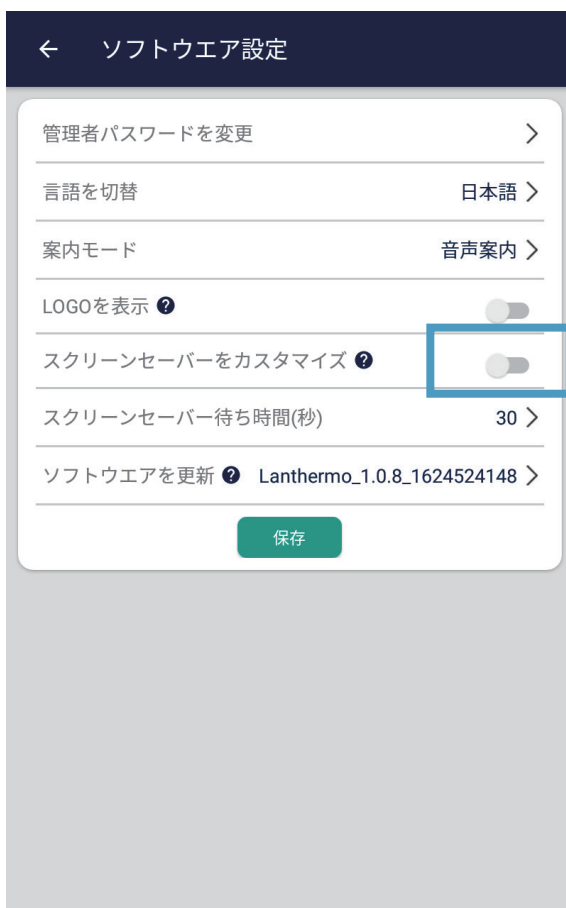 ソフトウエア設定
管理者パスワードを変更
言語を切替 日本語
案内モード 音声案内
LOGOを表示
スクリーンセーバーをカスタマイズ
スクリーンセーバー待ち時間(秒) 30
ソフトウエアを更新 Lanthermo_1.0.8_1624524148
保存